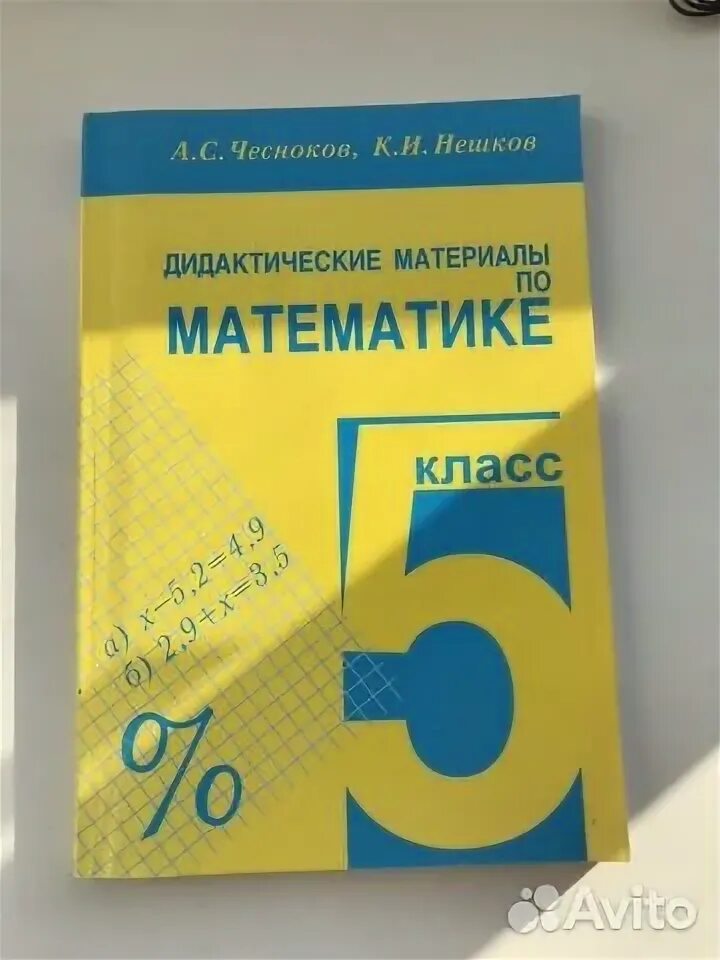 А.С. Чесноков, К.И. Нешков
ДИДАКТИЧЕСКИЕ МАТЕРИАЛЫ
ПО
МАТЕМАТИКЕ
класс
5
а) x−5,2=4,9
б) 2,9+x=3,5
%
Avito